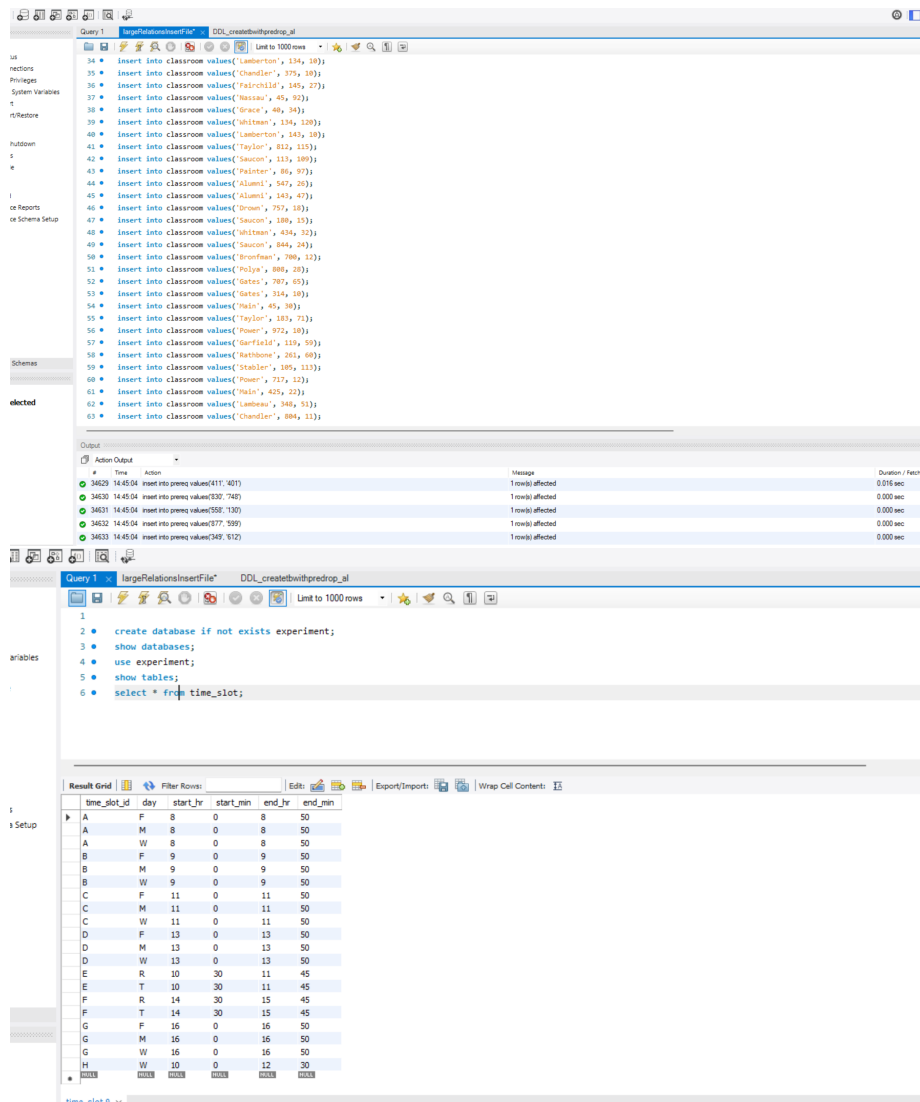 Query 1 largeRelationsInsertFile* × DDL_createtbwithpredrop_al
Limit to 1000 rows
34 insert into classroom values('Lamberton', 134, 10);
35 insert into classroom values('Chandler', 375, 10);
36 insert into classroom values('Fairchild', 145, 27);
37 insert into classroom values('Nassau', 45, 92);
38 insert into classroom values('Grace', 40, 34);
39 insert into classroom values('Whitman', 134, 120);
40 insert into classroom values('Lamberton', 143, 10);
41 insert into classroom values('Taylor', 812, 115);
42 insert into classroom values('Saucon', 113, 109);
43 insert into classroom values('Painter', 86, 97);
44 insert into classroom values('Alumni', 547, 26);
45 insert into classroom values('Alumni', 143, 47);
46 insert into classroom values('Drown', 757, 18);
47 insert into classroom values('Saucon', 180, 15);
48 insert into classroom values('Whitman', 434, 32);
49 insert into classroom values('Saucon', 844, 24);
50 insert into classroom values('Bronfman', 700, 12);
51 insert into classroom values('Polya', 808, 28);
52 insert into classroom values('Gates', 707, 65);
53 insert into classroom values('Gates', 314, 10);
54 insert into classroom values('Main', 45, 30);
55 insert into classroom values('Taylor', 183, 71);
56 insert into classroom values('Power', 972, 10);
57 insert into classroom values('Garfield', 119, 59);
58 insert into classroom values('Rathbone', 261, 60);
59 insert into classroom values('Stabler', 105, 113);
60 insert into classroom values('Power', 717, 12);
61 insert into classroom values('Main', 425, 22);
62 insert into classroom values('Lambeau', 348, 51);
63 insert into classroom values('Chandler', 804, 11);
us
nections
Privileges
System Variables
rt
rt/Restore
hutdown
s
e
ce Reports
ce Schema Setup
Schemas
elected
Output
Action Output
# Time Action Message Duration / Fetch
34629 14:45:04 insert into prereq values('411', '401') 1 row(s) affected 0.016 sec
34630 14:45:04 insert into prereq values('830', '748') 1 row(s) affected 0.000 sec
34631 14:45:04 insert into prereq values('558', '130') 1 row(s) affected 0.000 sec
34632 14:45:04 insert into prereq values('877', '599') 1 row(s) affected 0.000 sec
34633 14:45:04 insert into prereq values('349', '612') 1 row(s) affected 0.000 sec
Query 1 × largeRelationsInsertFile* DDL_createtbwithpredrop_al
Limit to 1000 rows
1
2 create database if not exists experiment;
3 show databases;
4 use experiment;
5 show tables;
6 select * from time_slot;
ariables
s
a Setup
Result Grid Filter Rows: Edit: Export/Import: Wrap Cell Content:
time_slot_id day start_hr start_min end_hr end_min
A F 8 0 8 50
A M 8 0 8 50
A W 8 0 8 50
B F 9 0 9 50
B M 9 0 9 50
B W 9 0 9 50
C F 11 0 11 50
C M 11 0 11 50
C W 11 0 11 50
D F 13 0 13 50
D M 13 0 13 50
D W 13 0 13 50
E R 10 30 11 45
E T 10 30 11 45
F R 14 30 15 45
F T 14 30 15 45
G F 16 0 16 50
G M 16 0 16 50
G W 16 0 16 50
H W 10 0 12 30
NULL NULL NULL NULL NULL NULL